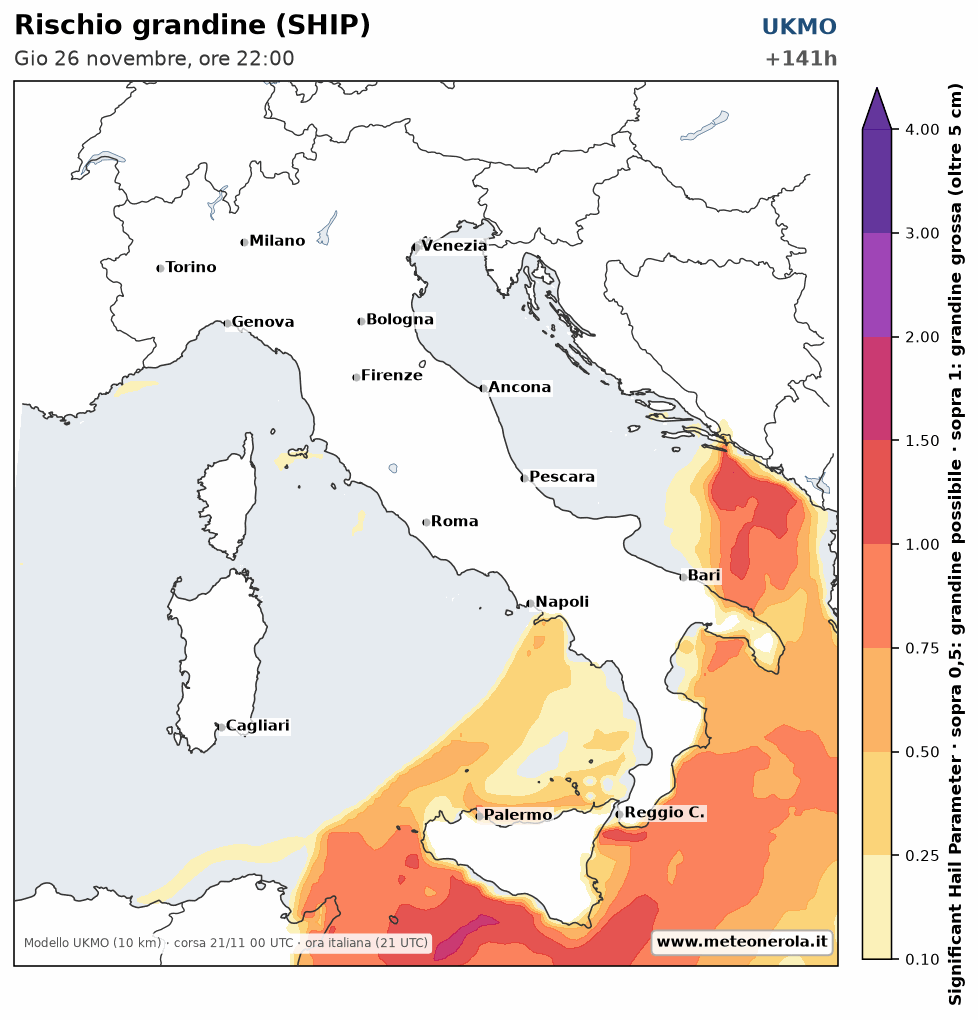 Rischio grandine (SHIP)
UKMO
Gio 26 novembre, ore 22:00
+141h
Milano
Venezia
Torino
Genova
Bologna
Firenze
Ancona
Pescara
Roma
Bari
Napoli
Cagliari
Palermo
Reggio C.
Modello UKMO (10 km) · corsa 21/11 00 UTC · ora italiana (21 UTC)
www.meteonerola.it
4.00
3.00
2.00
1.50
1.00
0.75
0.50
0.25
0.10
Significant Hail Parameter · sopra 0,5: grandine possibile · sopra 1: grandine grossa (oltre 5 cm)